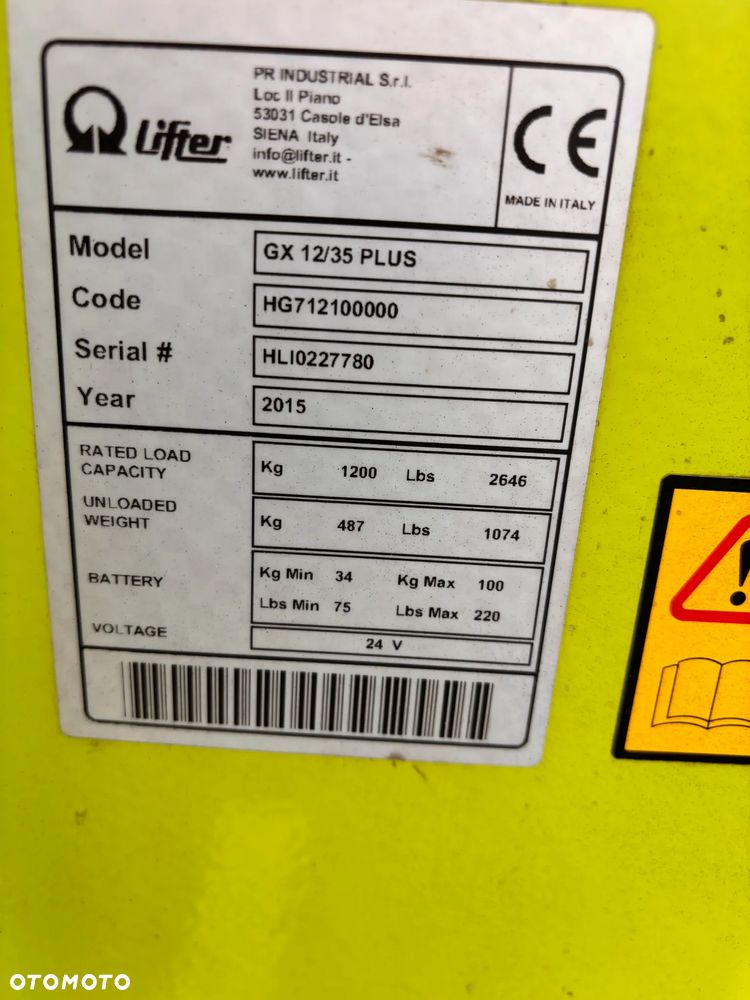 Lifter
PR INDUSTRIAL S.r.l.
Loc Il Piano
53031 Casole d'Elsa
SIENA Italy
info@lifter.it -
www.lifter.it
CE
MADE IN ITALY
Model GX 12/35 PLUS
Code HG712100000
Serial # HLI0227780
Year 2015
RATED LOAD
CAPACITY Kg 1200 Lbs 2646
UNLOADED
WEIGHT Kg 487 Lbs 1074
BATTERY Kg Min 34 Kg Max 100
Lbs Min 75 Lbs Max 220
VOLTAGE 24 V
!
OTOMOTO